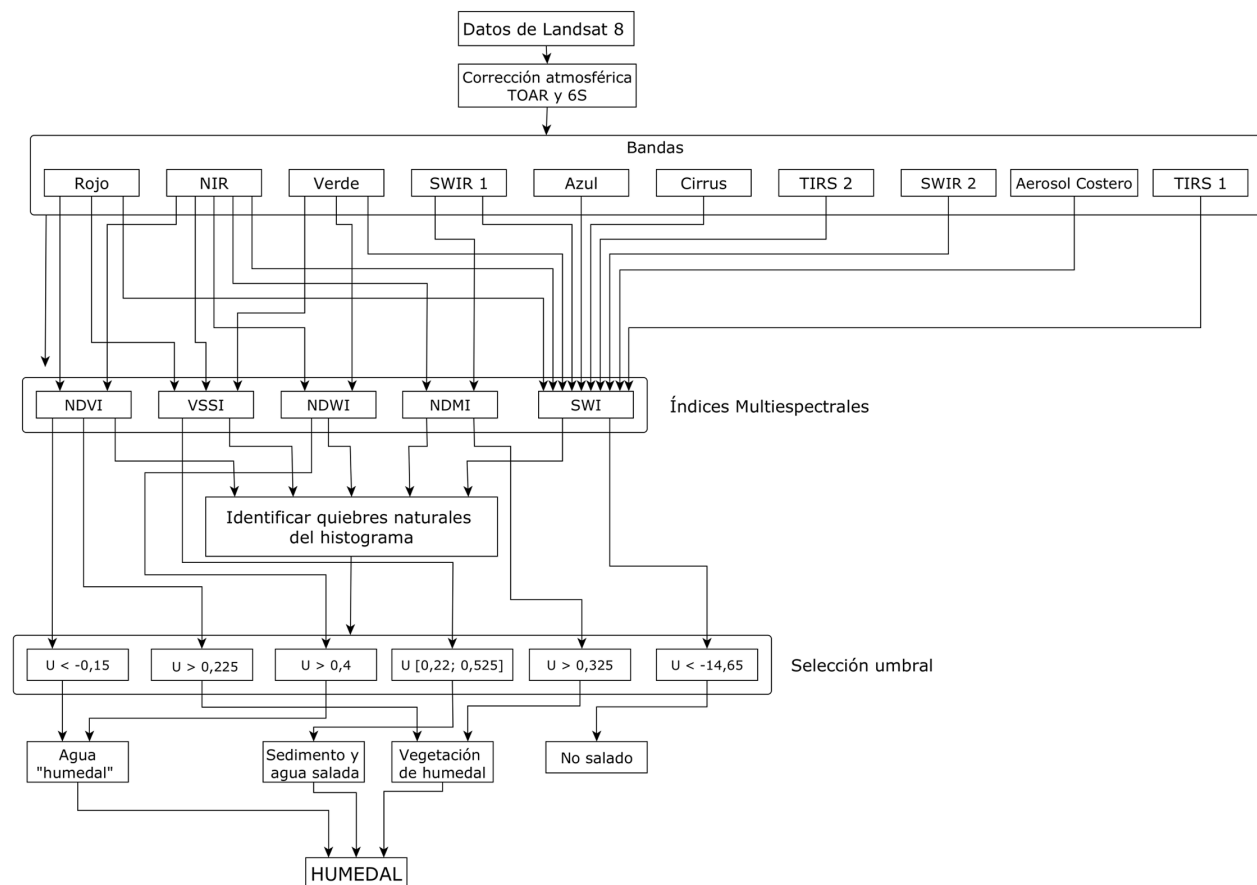 Datos de Landsat 8
Corrección atmosférica
TOAR y 6S
Bandas
Rojo
NIR
Verde
SWIR 1
Azul
Cirrus
TIRS 2
SWIR 2
Aerosol Costero
TIRS 1
NDVI
VSSI
NDWI
NDMI
SWI
Índices Multiespectrales
Identificar quiebres naturales
del histograma
U < -0,15
U > 0,225
U > 0,4
U [0,22; 0,525]
U > 0,325
U < -14,65
Selección umbral
Agua
"humedal"
Sedimento y
agua salada
Vegetación
de humedal
No salado
HUMEDAL